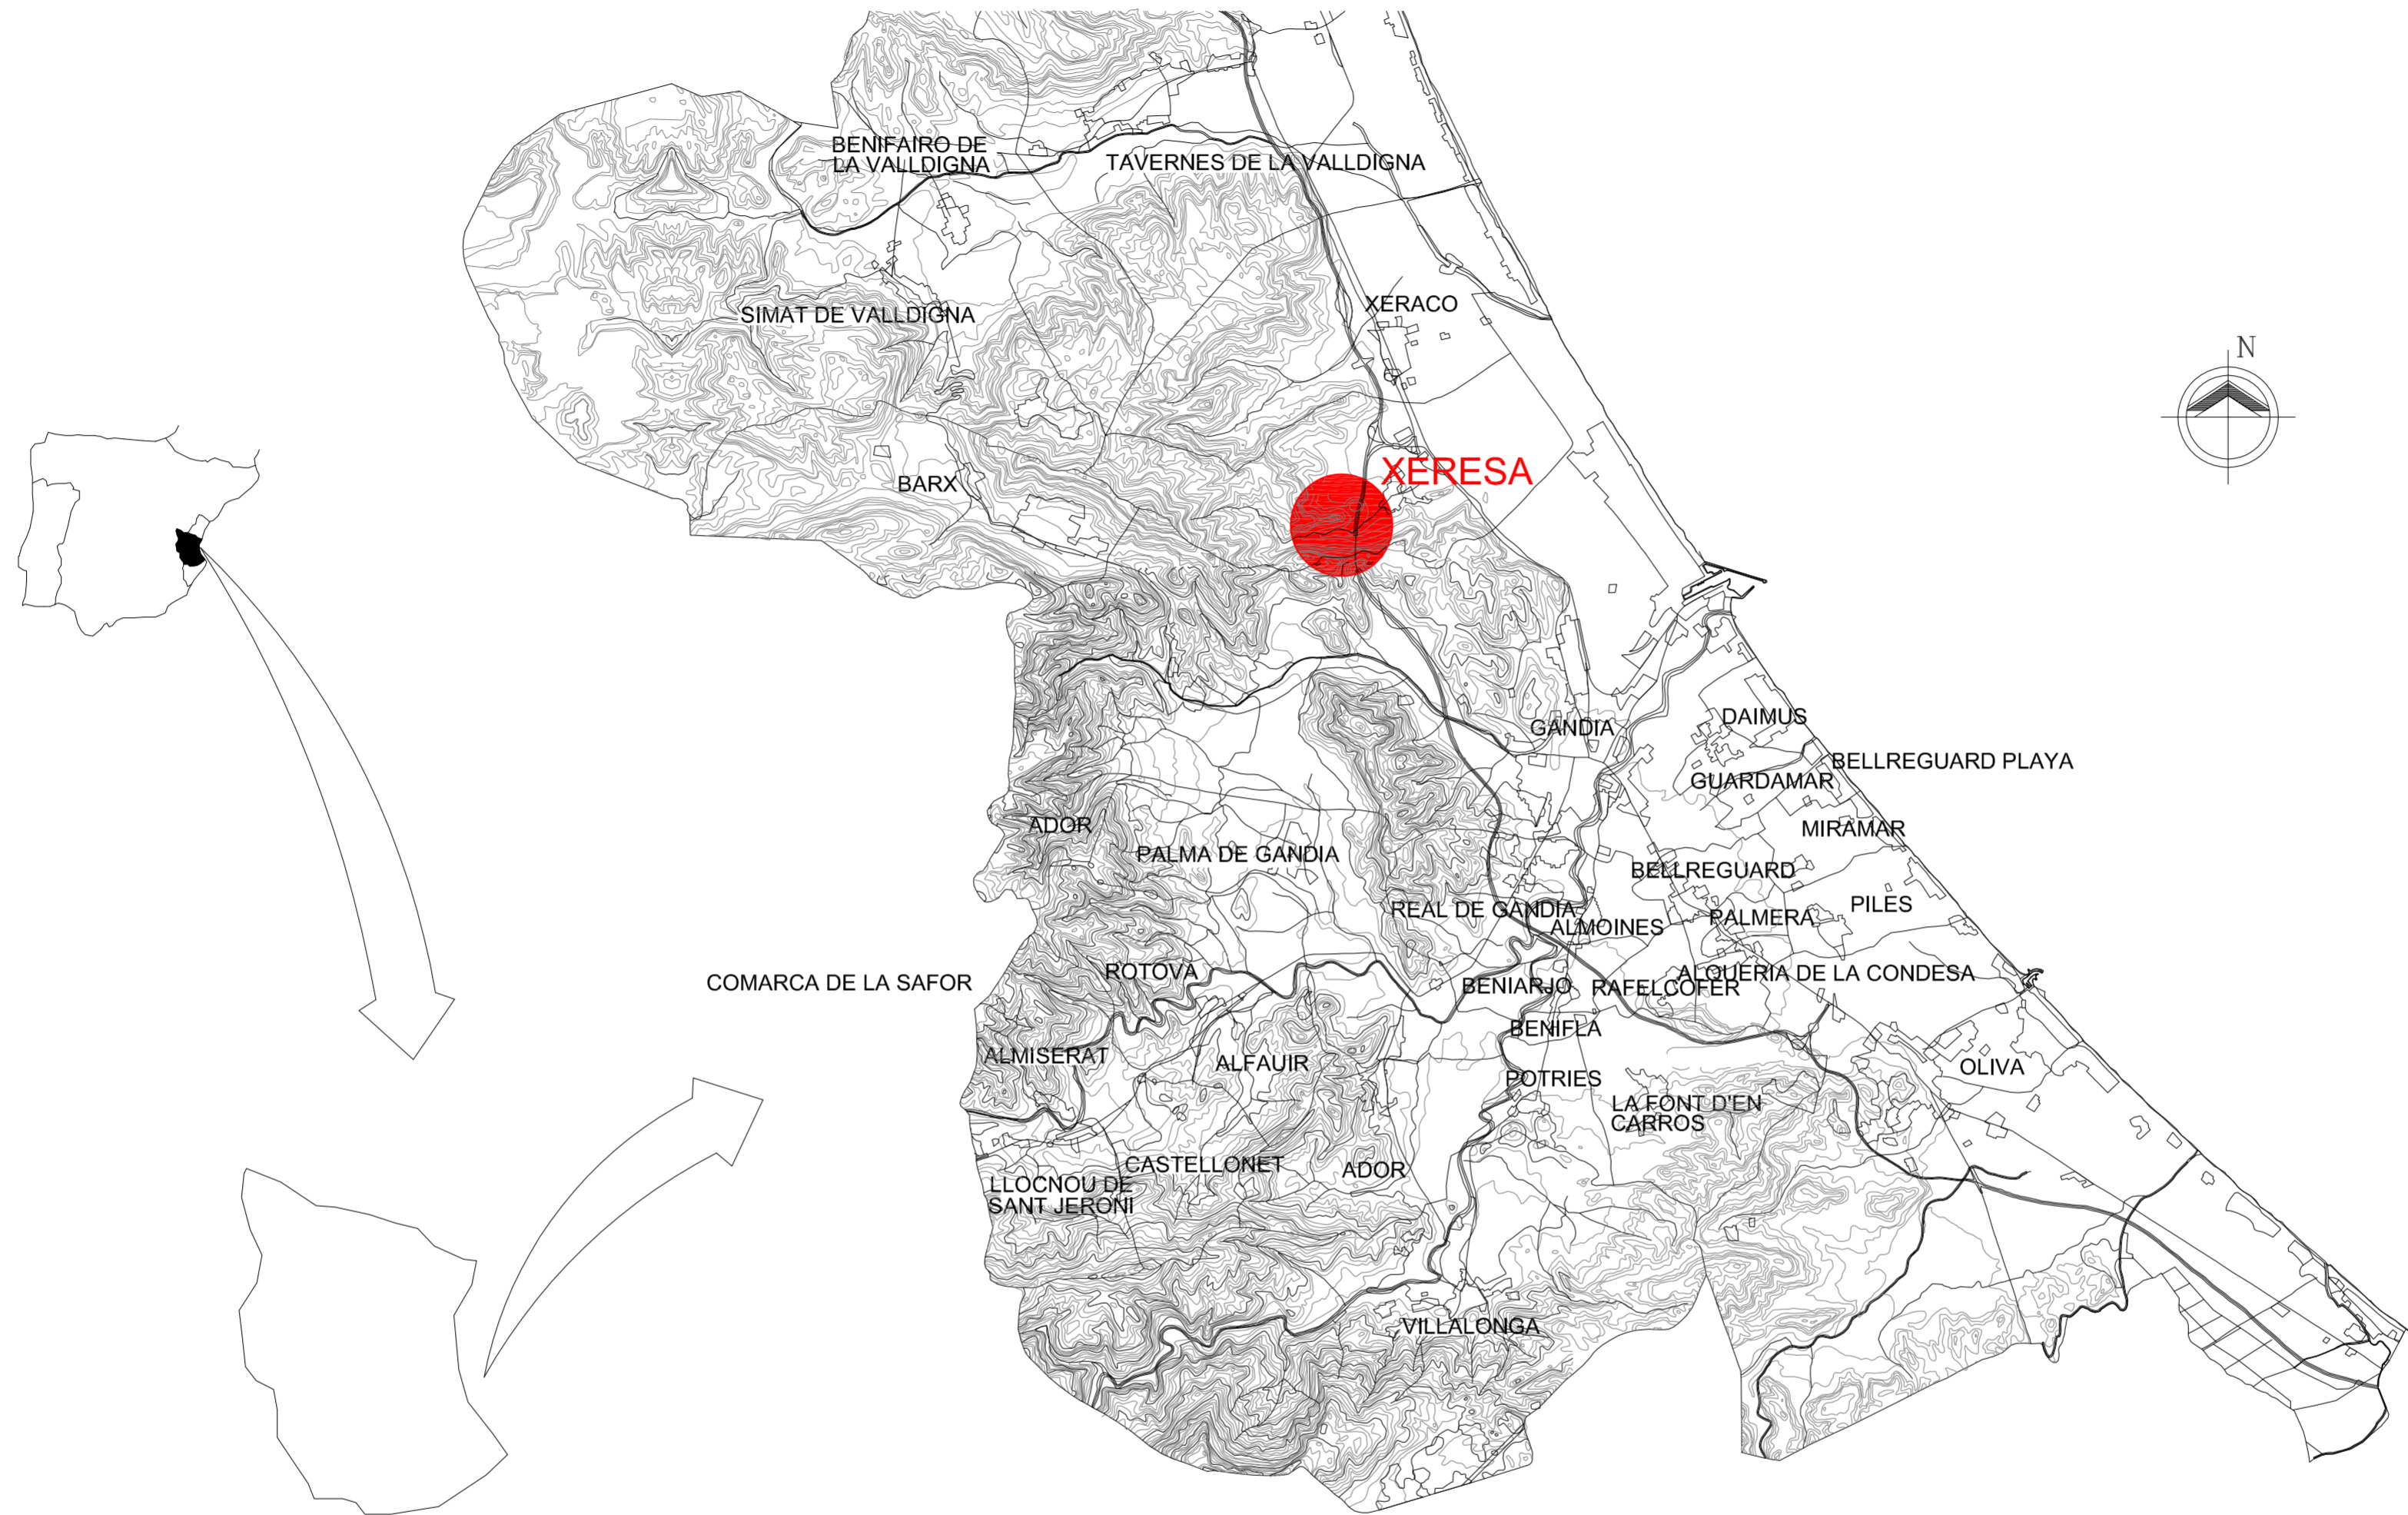 BENIFAIRO DE
LA VALLDIGNA
TAVERNES DE LA VALLDIGNA
XERACO
SIMAT DE VALLDIGNA
N
XERESA
BARX
GANDIA
DAIMUS
BELLREGUARD PLAYA
GUARDAMAR
ADOR
MIRAMAR
PALMA DE GANDIA
BELLREGUARD
REAL DE GANDIA
PILES
PALMERA
ALMOINES
ROTOVA
ALQUERIA DE LA CONDESA
COMARCA DE LA SAFOR
BENIARJO
RAFELCOFER
BENIFLA
ALMISERAT
ALFAUIR
OLIVA
POTRIES
LA FONT D'EN
CARROS
CASTELLONET
ADOR
LLOCNOU DE
SANT JERONI
VILLALONGA